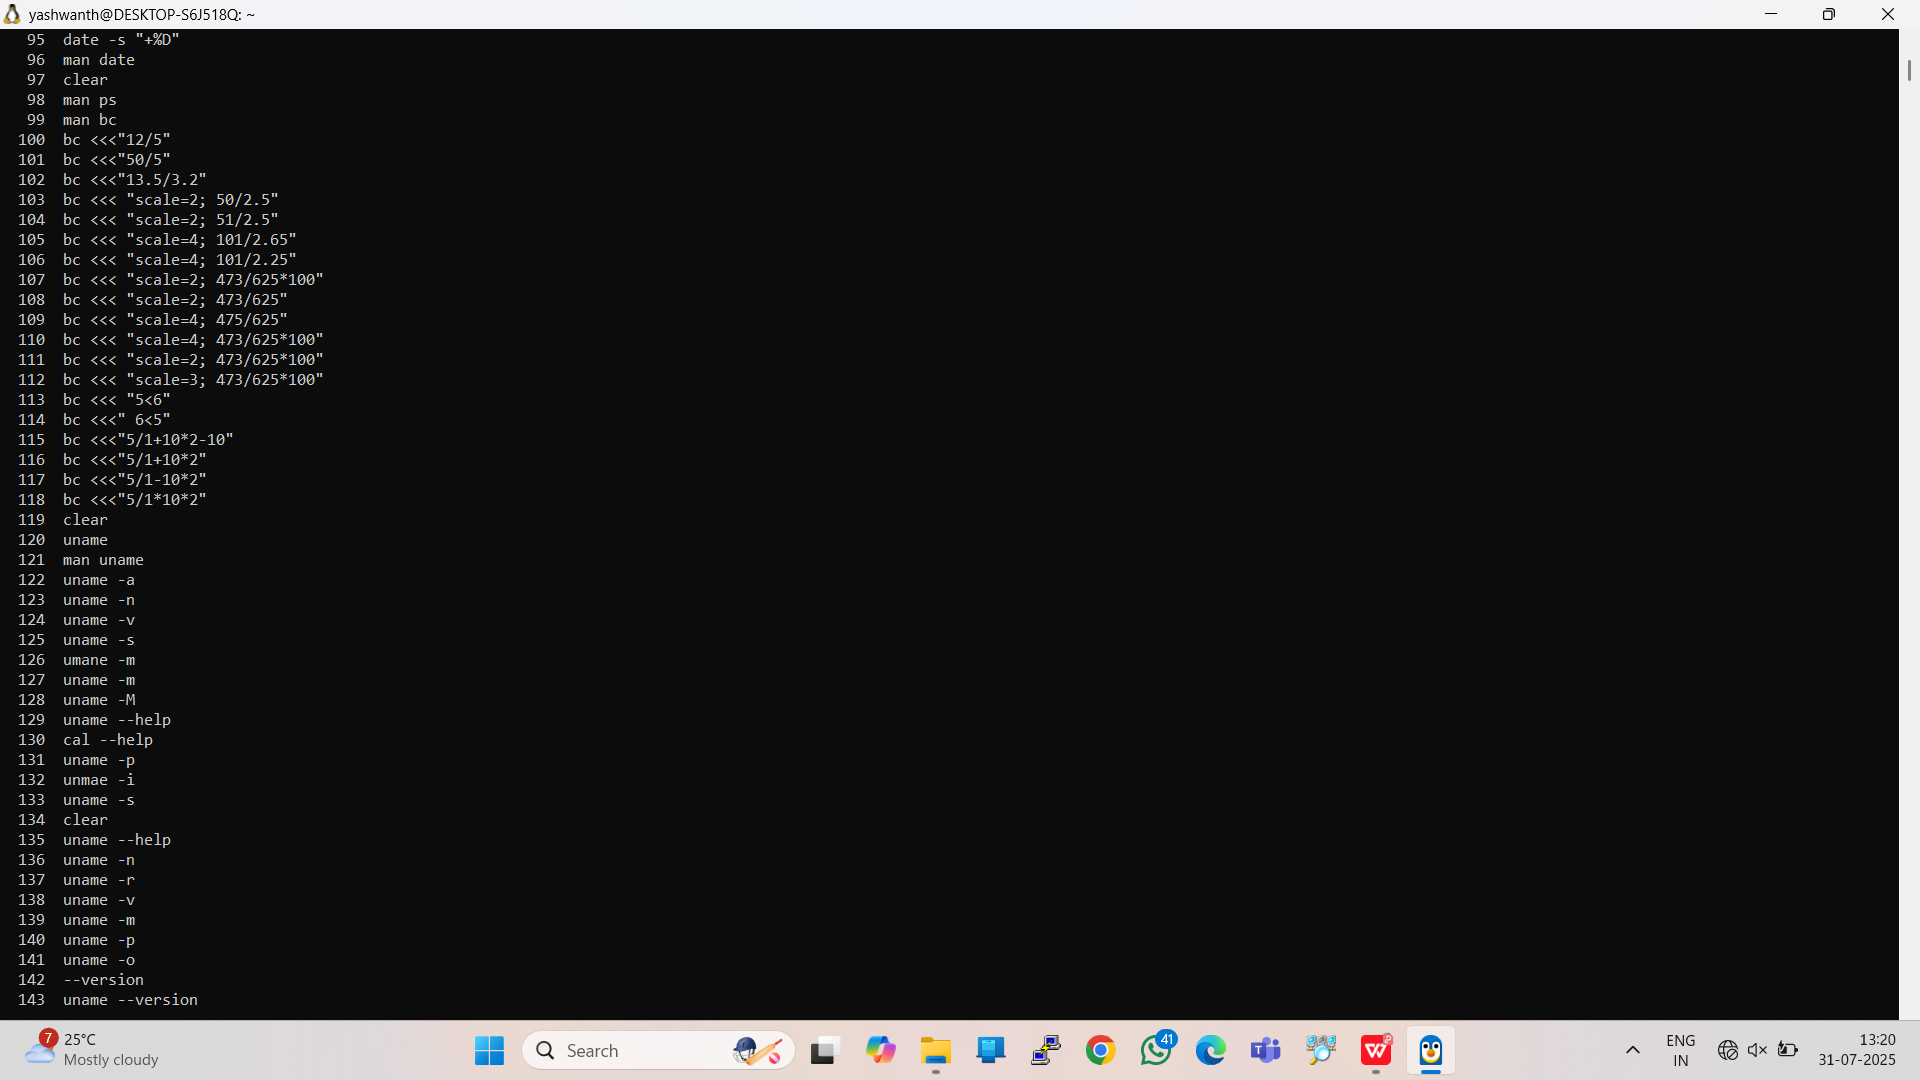 yashwanth@DESKTOP-S6J518Q: ~
95 date -s "+%D"
96 man date
97 clear
98 man ps
99 man bc
100 bc <<<"12/5"
101 bc <<<"50/5"
102 bc <<<"13.5/3.2"
103 bc <<< "scale=2; 50/2.5"
104 bc <<< "scale=2; 51/2.5"
105 bc <<< "scale=4; 101/2.65"
106 bc <<< "scale=4; 101/2.25"
107 bc <<< "scale=2; 473/625*100"
108 bc <<< "scale=2; 473/625"
109 bc <<< "scale=4; 475/625"
110 bc <<< "scale=4; 473/625*100"
111 bc <<< "scale=2; 473/625*100"
112 bc <<< "scale=3; 473/625*100"
113 bc <<< "5<6"
114 bc <<<" 6<5"
115 bc <<<"5/1+10*2-10"
116 bc <<<"5/1+10*2"
117 bc <<<"5/1-10*2"
118 bc <<<"5/1*10*2"
119 clear
120 uname
121 man uname
122 uname -a
123 uname -n
124 uname -v
125 uname -s
126 umane -m
127 uname -m
128 uname -M
129 uname --help
130 cal --help
131 uname -p
132 unmae -i
133 uname -s
134 clear
135 uname --help
136 uname -n
137 uname -r
138 uname -v
139 uname -m
140 uname -p
141 uname -o
142 --version
143 uname --version
7
25°C
Mostly cloudy
Search
41
ENG
IN
13:20
31-07-2025